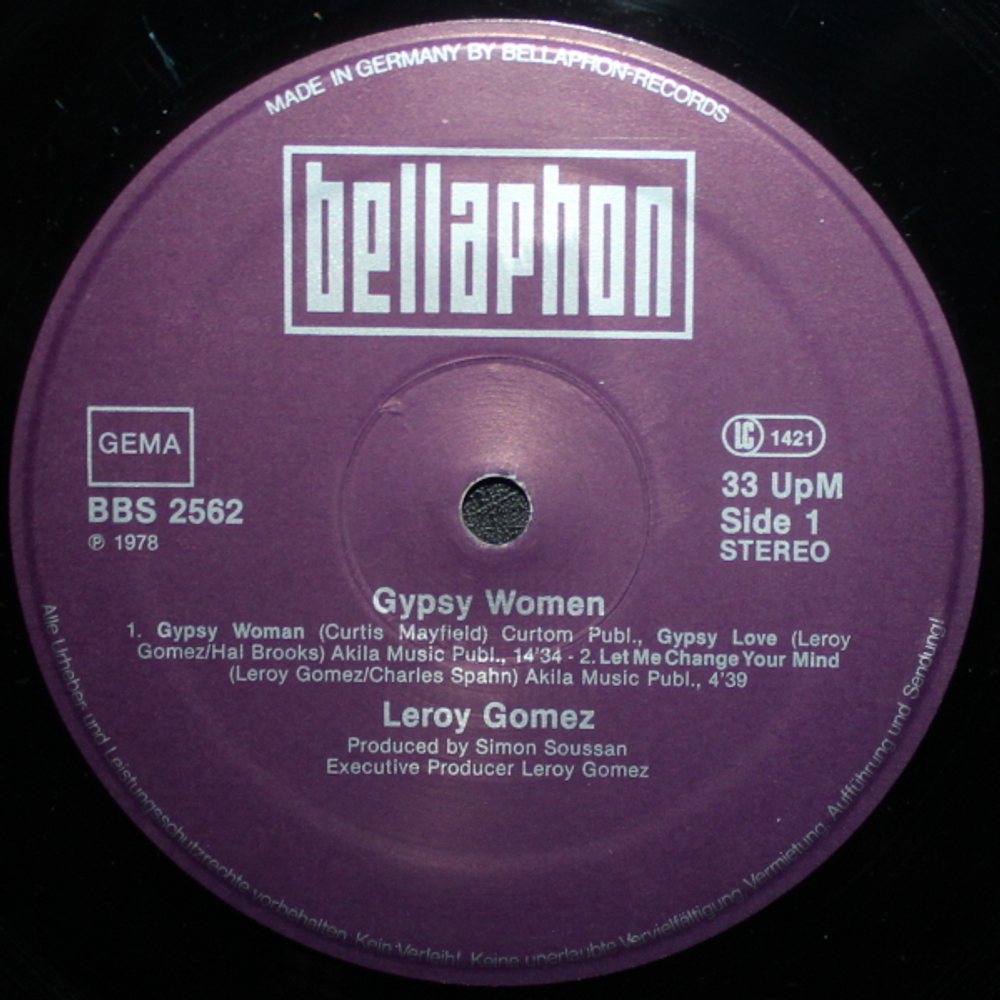 MADE IN GERMANY BY BELLAPHON-RECORDS
bellaphon
GEMA
BBS 2562
℗ 1978
LC 1421
33 UpM
Side 1
STEREO
Gypsy Women
1. Gypsy Woman (Curtis Mayfield) Curtom Publ., Gypsy Love (Leroy
Gomez/Hal Brooks) Akila Music Publ., 14'34 - 2. Let Me Change Your Mind
(Leroy Gomez/Charles Spahn) Akila Music Publ., 4'39
Leroy Gomez
Produced by Simon Soussan
Executive Producer Leroy Gomez
Alle Urheber und Leistungsschutzrechte vorbehalten. Kein Verleih! Keine unerlaubte Vervielfältigung, Vermietung, Aufführung und Sendung!